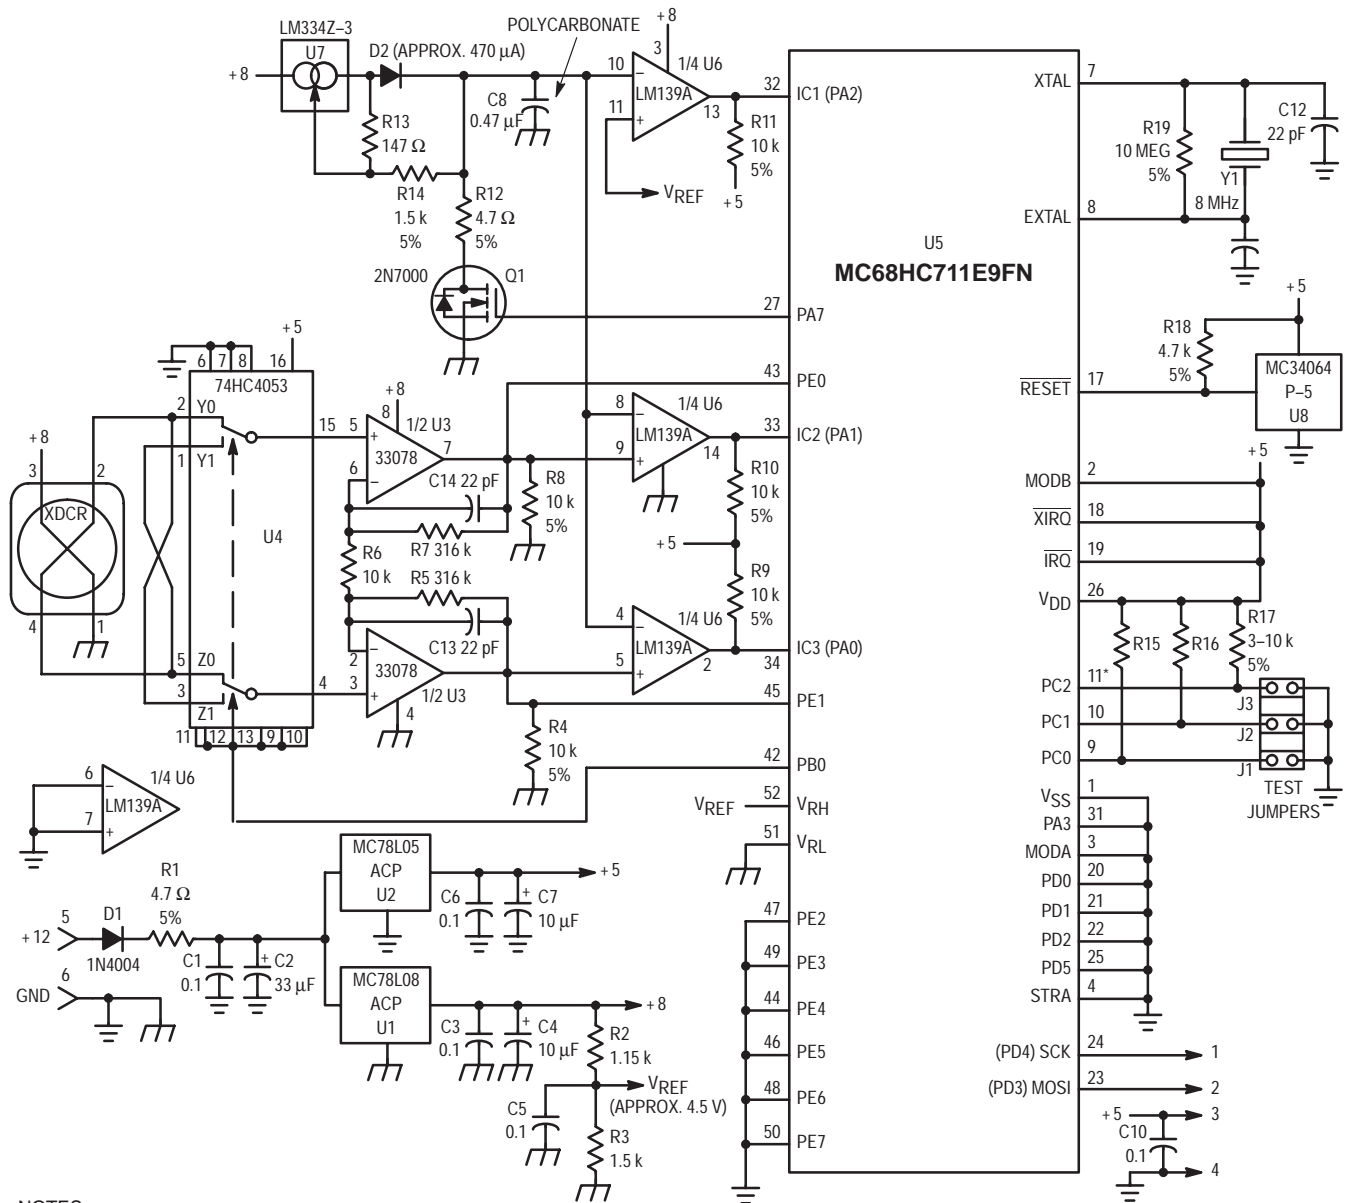 LM334Z–3
U7
+8
D2 (APPROX. 470 µA)
POLYCARBONATE
C8
0.47 µF
R13
147 Ω
R14
1.5 k
5%
R12
4.7 Ω
5%
2N7000
Q1
+8
3
10
11
–
+
1/4 U6
LM139A
13
VREF
R11
10 k
5%
+5
32
IC1 (PA2)
U5
MC68HC711E9FN
XTAL
7
R19
10 MEG
5%
Y1
8 MHz
C12
22 pF
EXTAL
8
27
PA7
43
PE0
+5
R18
4.7 k
5%
MC34064
P–5
U8
RESET
17
+5
6
7
8
16
74HC4053
2
Y0
1
Y1
15
U4
5
Z0
3
Z1
4
11
12
13
9
10
+8
3
2
XDCR
4
1
+8
8
5
+
6
–
1/2 U3
33078
7
C14 22 pF
R7 316 k
R6
10 k
R5 316 k
C13 22 pF
2
–
3
+
33078
1/2 U3
4
R8
10 k
5%
8
–
9
+
1/4 U6
LM139A
14
33
IC2 (PA1)
R10
10 k
5%
+5
R9
10 k
5%
4
–
5
+
1/4 U6
LM139A
2
IC3 (PA0)
34
45
PE1
R4
10 k
5%
42
PB0
VREF
52
VRH
51
VRL
+5
MODB
2
XIRQ
18
IRQ
19
VDD
26
R15
R16
R17
3–10 k
5%
PC2
11*
J3
PC1
10
J2
PC0
9
J1
TEST
JUMPERS
VSS
1
PA3
31
MODA
3
PD0
20
PD1
21
PD2
22
PD5
25
STRA
4
6
–
7
+
1/4 U6
LM139A
+12
5
D1
1N4004
R1
4.7 Ω
5%
GND
6
C1
0.1
+
C2
33 µF
MC78L05
ACP
U2
C6
0.1
+
C7
10 µF
+5
MC78L08
ACP
U1
C3
0.1
+
C4
10 µF
+8
R2
1.15 k
VREF
(APPROX. 4.5 V)
C5
0.1
R3
1.5 k
47
PE2
49
PE3
44
PE4
46
PE5
48
PE6
50
PE7
(PD4) SCK
24
1
(PD3) MOSI
23
2
+5
3
C10
0.1
4